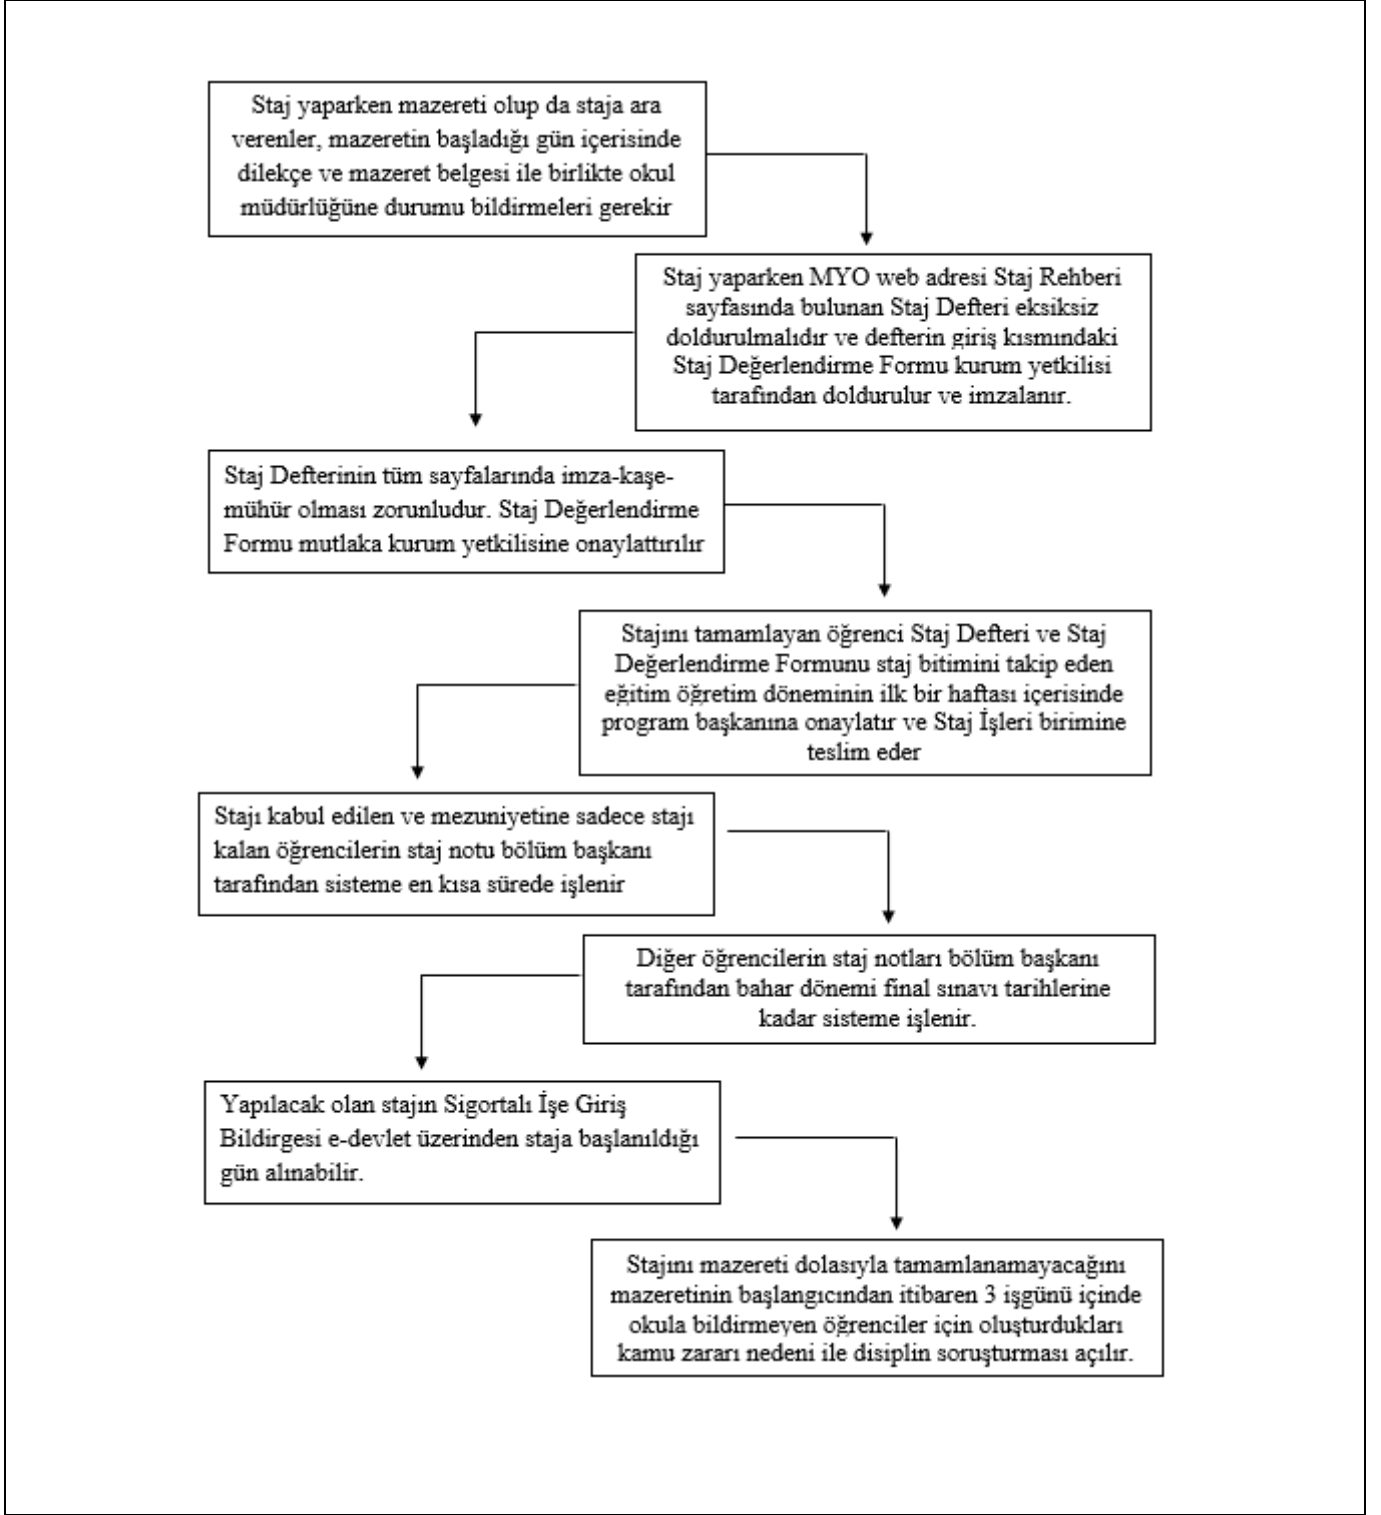 Staj yaparken mazereti olup da staja ara
verenler, mazeretin başladığı gün içerisinde
dilekçe ve mazeret belgesi ile birlikte okul
müdürlüğüne durumu bildirmeleri gerekir
Staj yaparken MYO web adresi Staj Rehberi
sayfasında bulunan Staj Defteri eksiksiz
doldurulmalıdır ve defterin giriş kısmındaki
Staj Değerlendirme Formu kurum yetkilisi
tarafından doldurulur ve imzalanır.
Staj Defterinin tüm sayfalarında imza-kaşe-
mühür olması zorunludur. Staj Değerlendirme
Formu mutlaka kurum yetkilisine onaylattırılır
Stajını tamamlayan öğrenci Staj Defteri ve Staj
Değerlendirme Formunu staj bitimini takip eden
eğitim öğretim döneminin ilk bir haftası içerisinde
program başkanına onaylatır ve Staj İşleri birimine
teslim eder
Stajı kabul edilen ve mezuniyetine sadece stajı
kalan öğrencilerin staj notu bölüm başkanı
tarafından sisteme en kısa sürede işlenir
Diğer öğrencilerin staj notları bölüm başkanı
tarafından bahar dönemi final sınavı tarihlerine
kadar sisteme işlenir.
Yapılacak olan stajın Sigortalı İşe Giriş
Bildirgesi e-devlet üzerinden staja başlanıldığı
gün alınabilir.
Stajını mazereti dolasıyla tamamlanamayacağını
mazeretinin başlangıcından itibaren 3 işgünü içinde
okula bildirmeyen öğrenciler için oluşturdukları
kamu zararı nedeni ile disiplin soruşturması açılır.